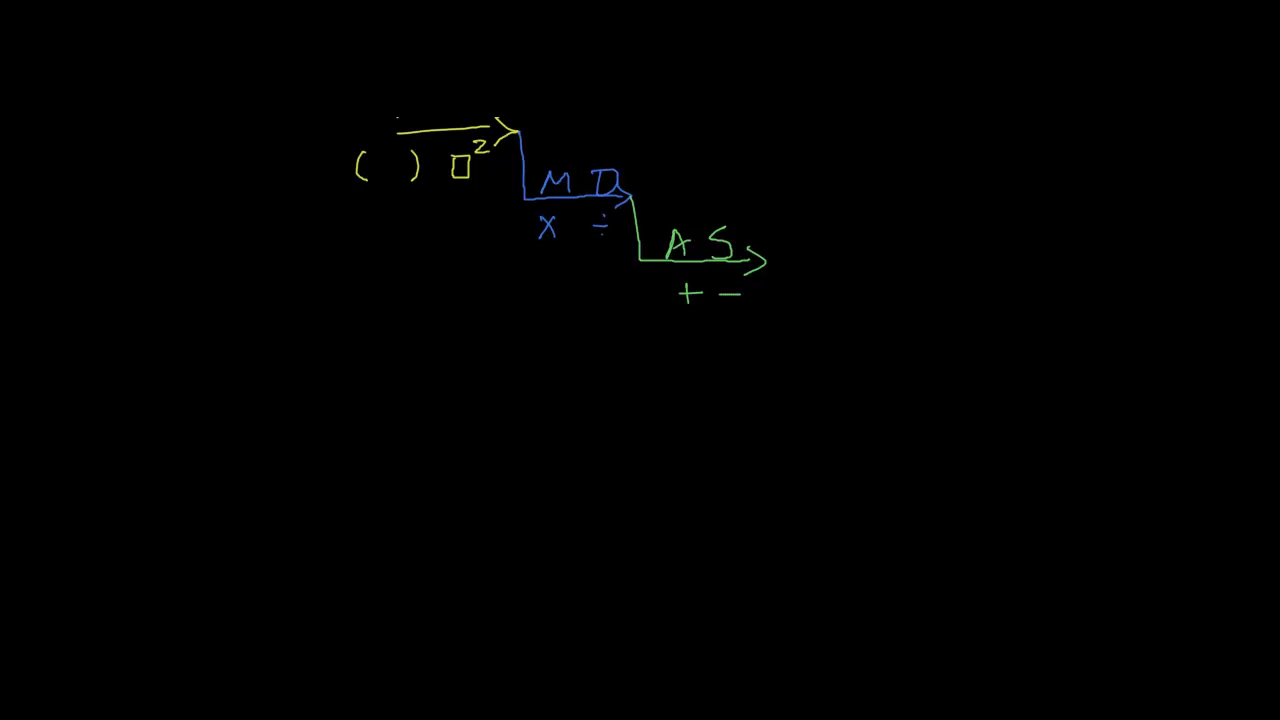 ( ) □²
M D
x ÷
A S
+ −